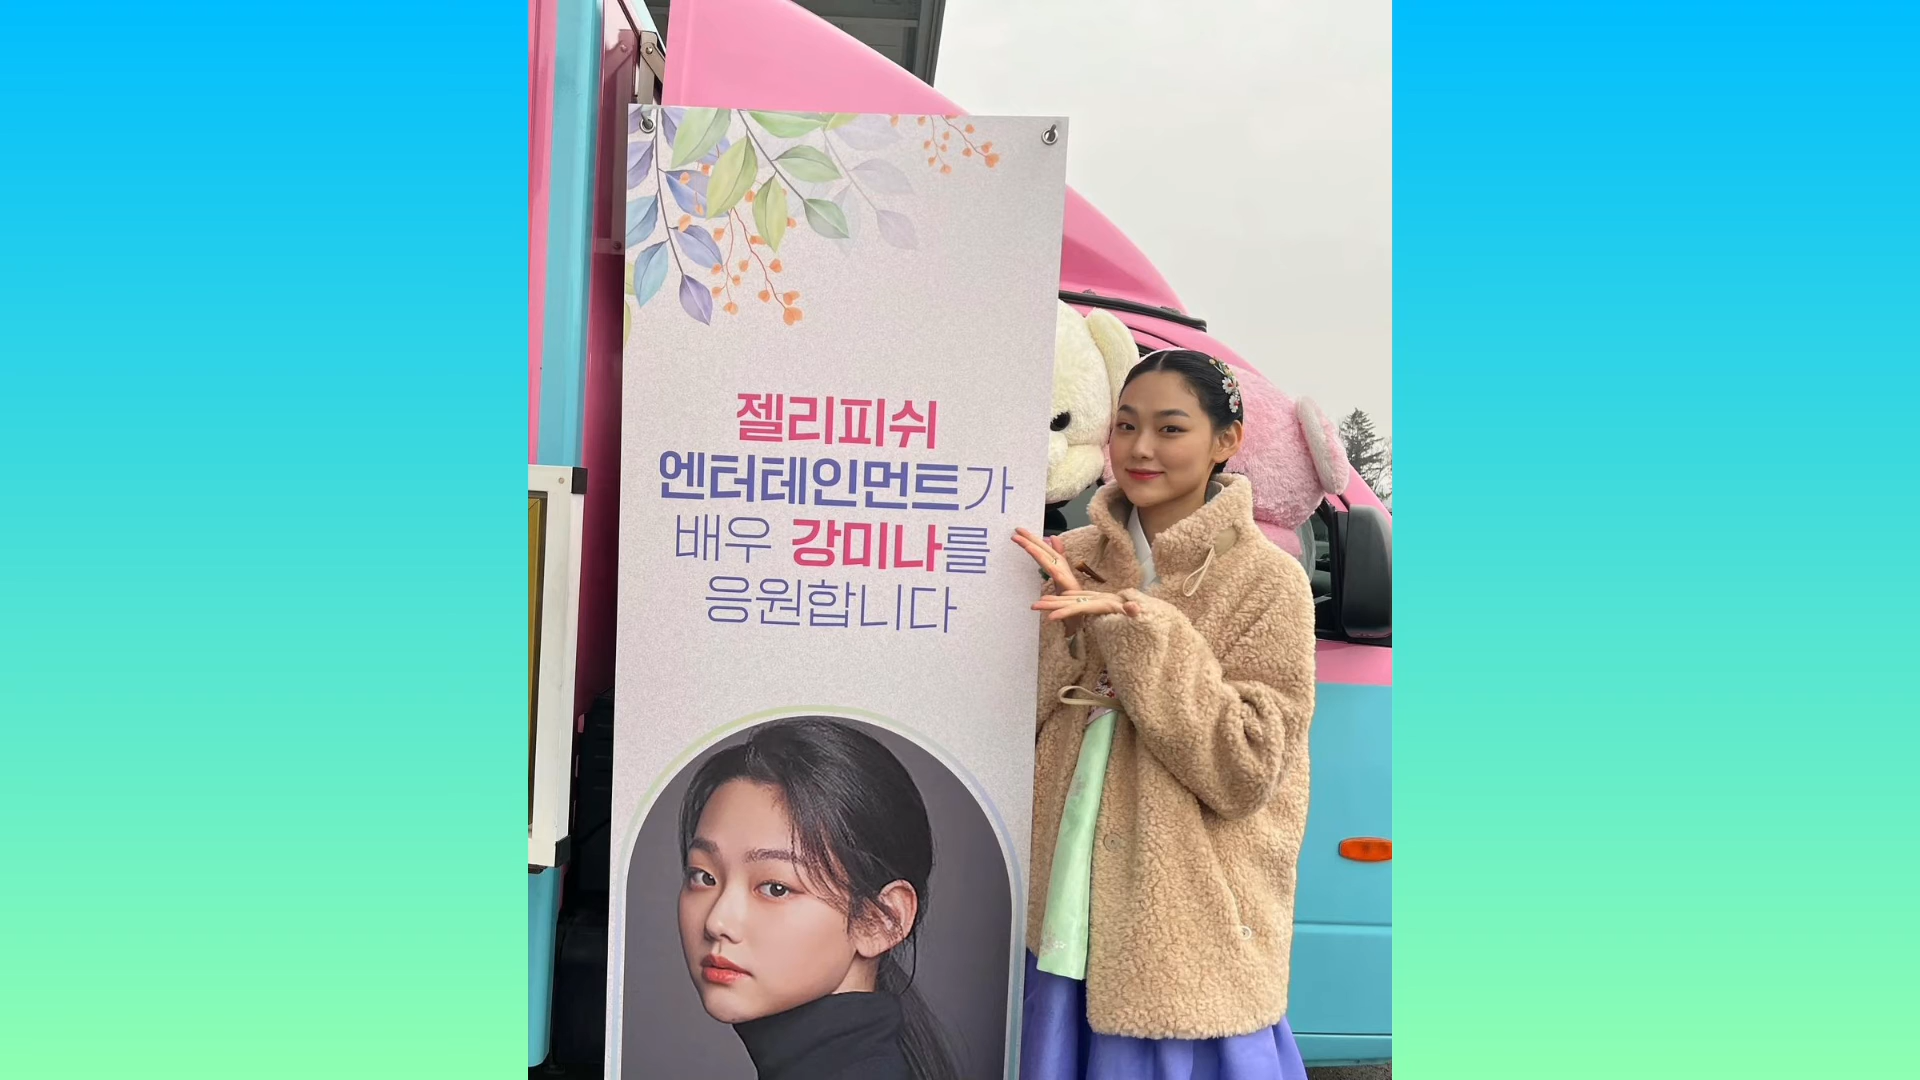 젤리피쉬
엔터테인먼트가
배우 강미나를
응원합니다